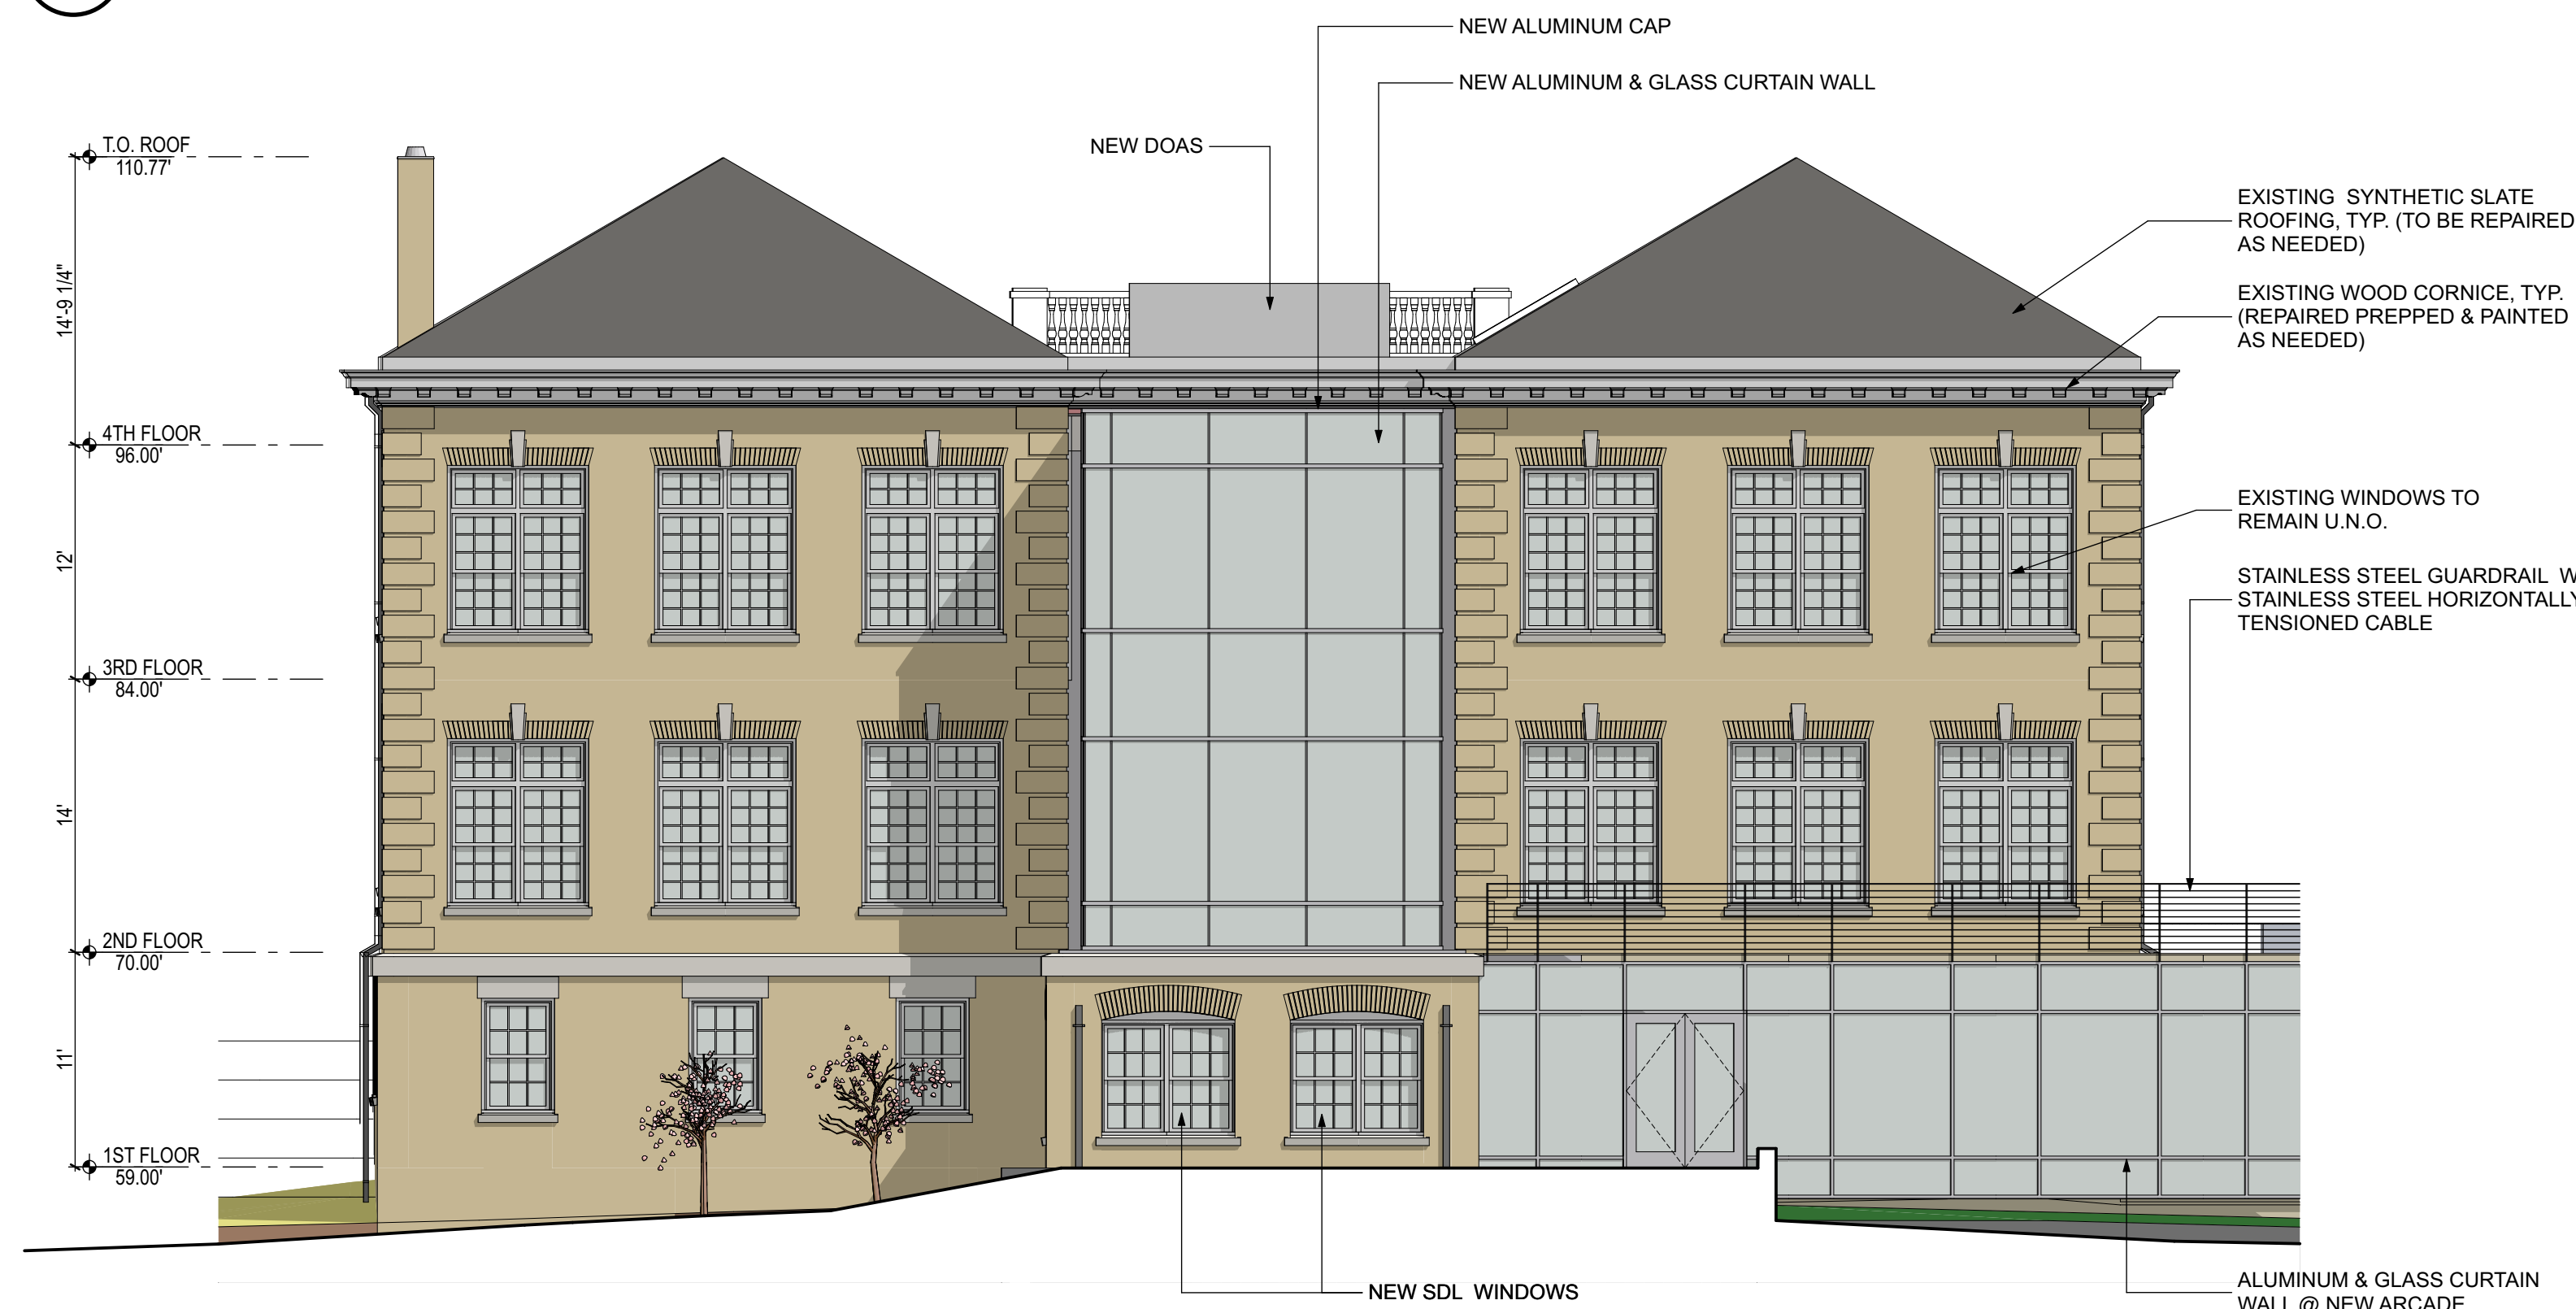 NEW ALUMINUM CAP
NEW ALUMINUM & GLASS CURTAIN WALL
NEW DOAS
T.O. ROOF
110.77'
14'-9 1/4"
4TH FLOOR
96.00'
12'
3RD FLOOR
84.00'
14'
2ND FLOOR
70.00'
11'
1ST FLOOR
59.00'
EXISTING SYNTHETIC SLATE
ROOFING, TYP. (TO BE REPAIRED
AS NEEDED)
EXISTING WOOD CORNICE, TYP.
(REPAIRED PREPPED & PAINTED
AS NEEDED)
EXISTING WINDOWS TO
REMAIN U.N.O.
STAINLESS STEEL GUARDRAIL W
STAINLESS STEEL HORIZONTALLY
TENSIONED CABLE
NEW SDL WINDOWS
ALUMINUM & GLASS CURTAIN
WALL @ NEW ARCADE